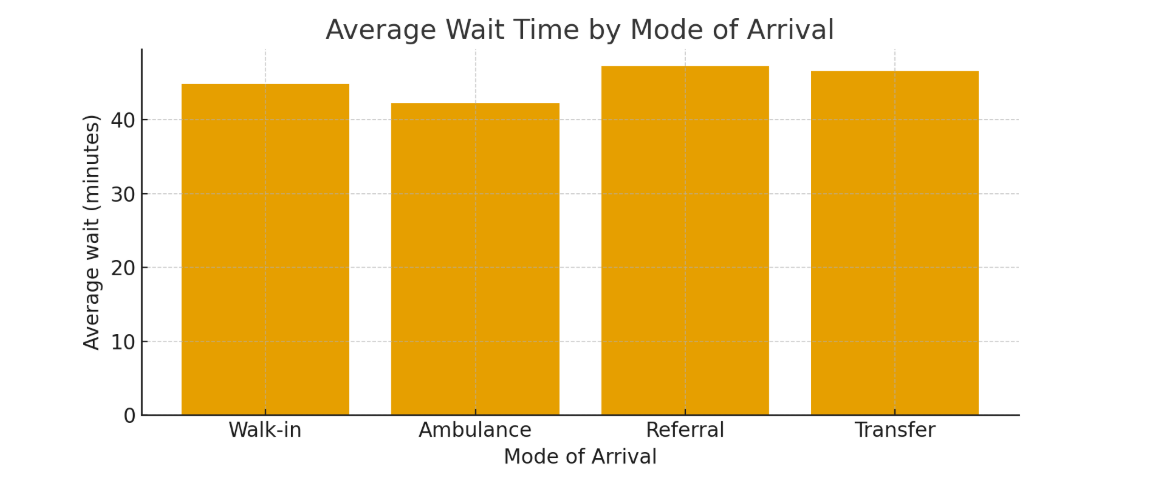 Average Wait Time by Mode of Arrival
Average wait (minutes)
40
30
20
10
0
Walk-in Ambulance Referral Transfer
Mode of Arrival